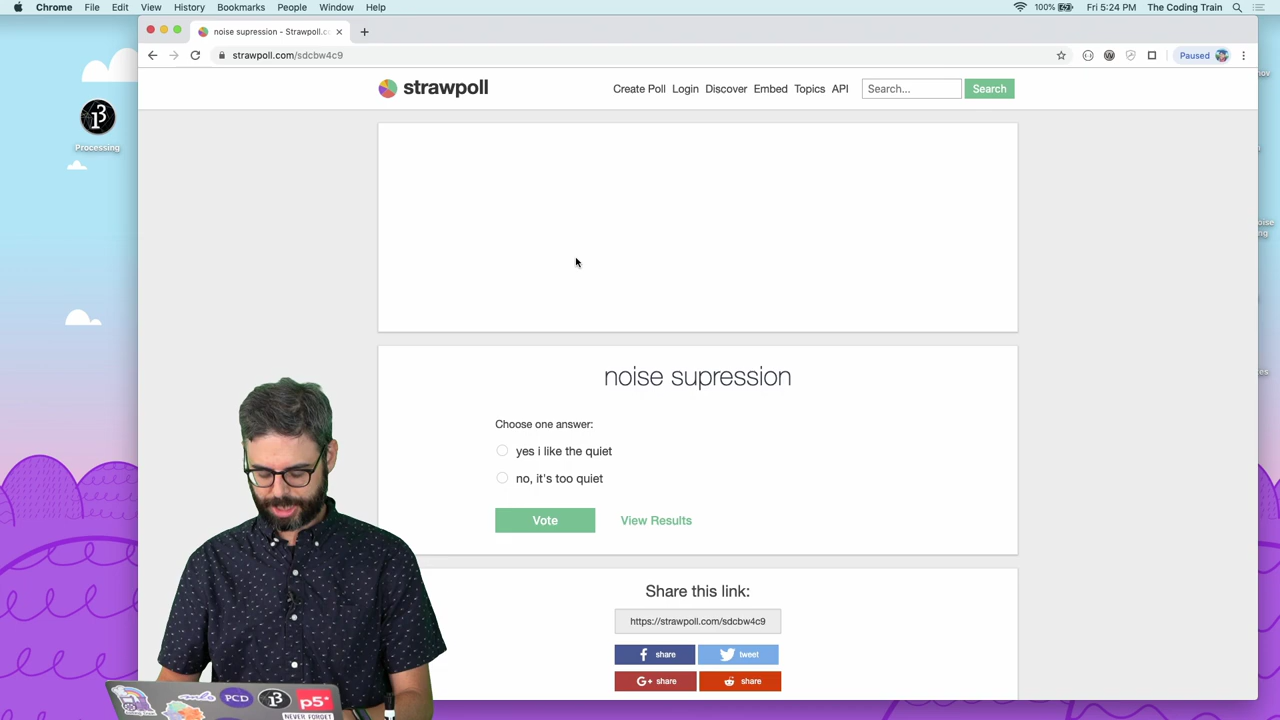 Chrome File Edit View History Bookmarks People Window Help 100% Fri 5:24 PM The Coding Train
noise supression - Strawpoll.c
strawpoll.com/sdcbw4c9 Paused
strawpoll Create Poll Login Discover Embed Topics API Search... Search
Processing
noise supression
Choose one answer:
yes i like the quiet
no, it's too quiet
Vote View Results
Share this link:
https://strawpoll.com/sdcbw4c9
share tweet
G+ share share
PCD p5*
NEVER FORGET